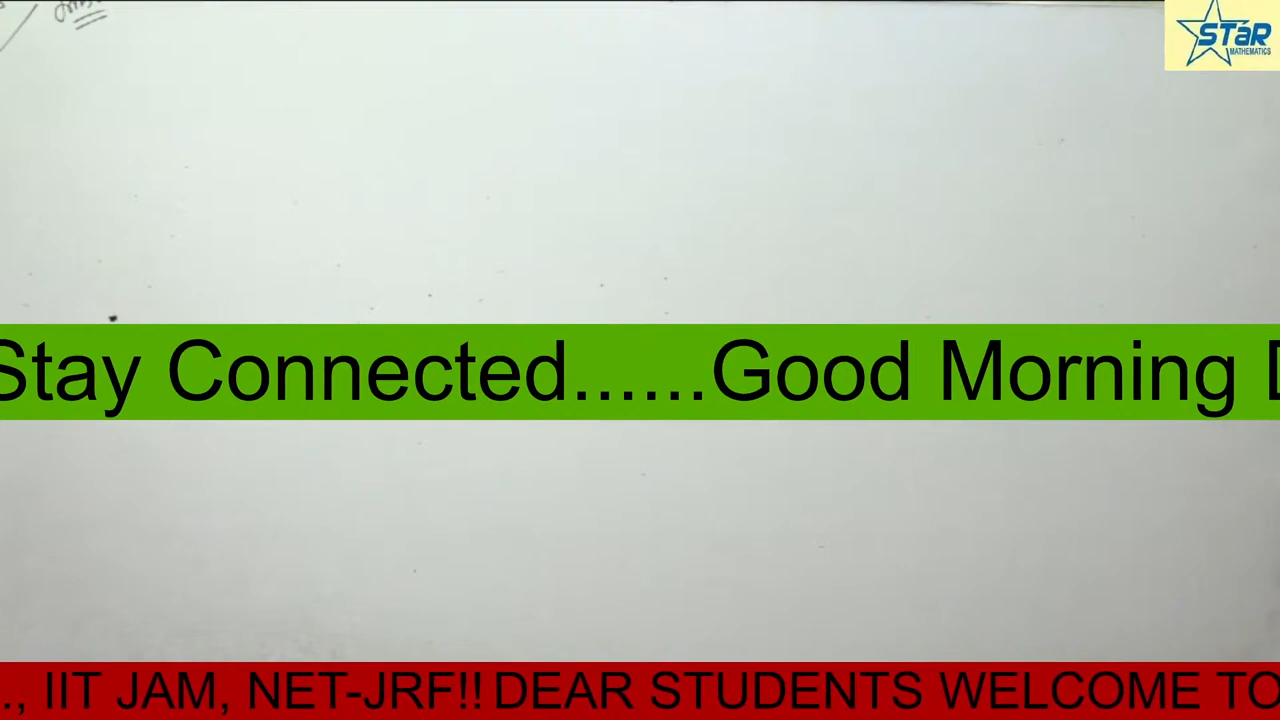 STaR
MATHEMATICS
Stay Connected......Good Morning D
., IIT JAM, NET-JRF!! DEAR STUDENTS WELCOME TO